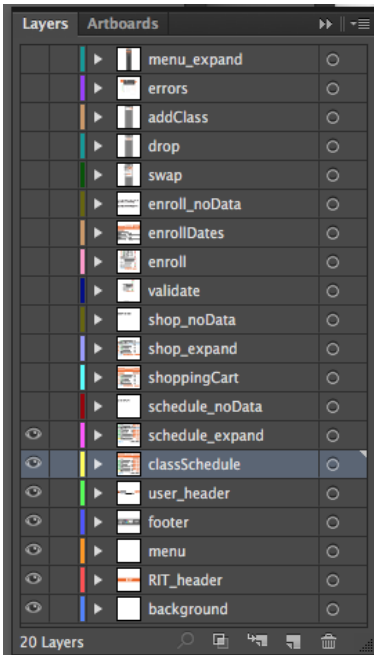 Layers Artboards
menu_expand
errors
addClass
drop
swap
enroll_noData
enrollDates
enroll
validate
shop_noData
shop_expand
shoppingCart
schedule_noData
schedule_expand
classSchedule
user_header
footer
menu
RIT_header
background
20 Layers